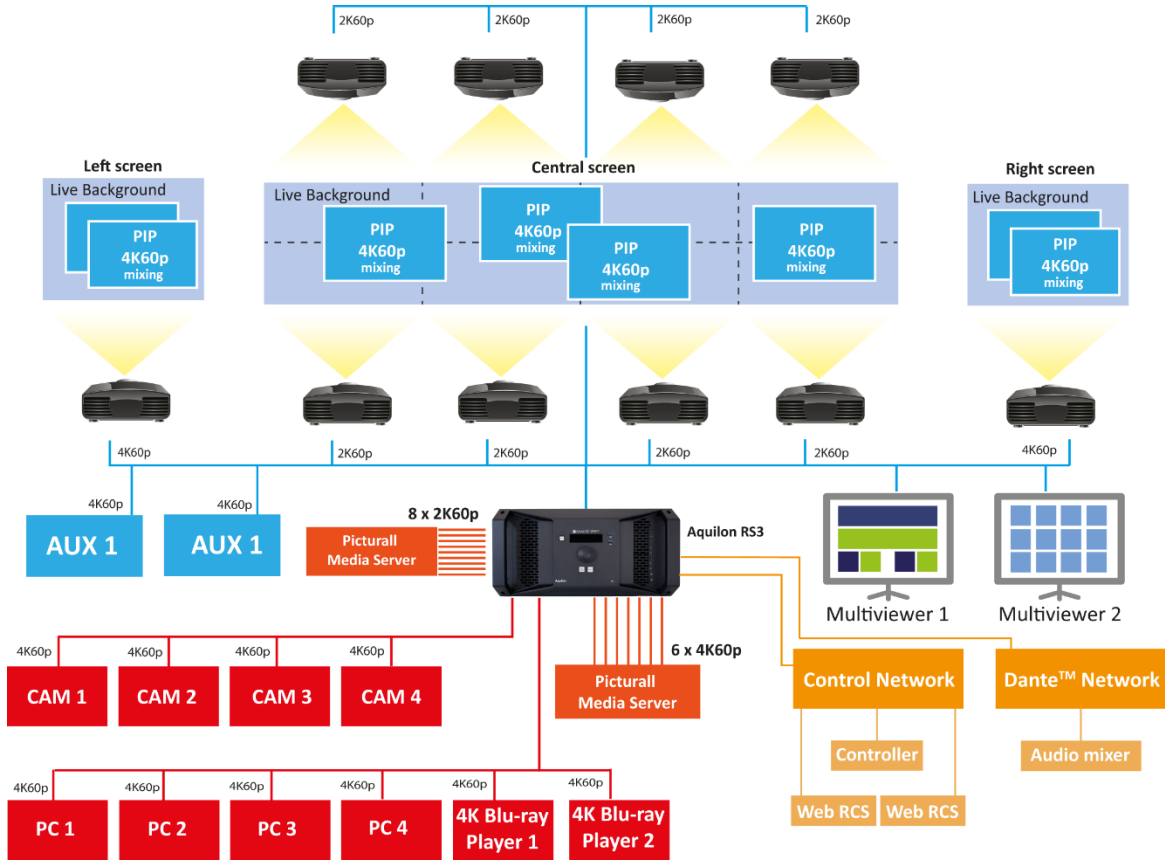 2K60p
2K60p
2K60p
2K60p
Left screen
Central screen
Right screen
Live Background
PIP
4K60p
mixing
Live Background
PIP
4K60p
mixing
PIP
4K60p
mixing
PIP
4K60p
mixing
PIP
4K60p
mixing
Live Background
PIP
4K60p
mixing
4K60p
2K60p
2K60p
2K60p
2K60p
4K60p
4K60p
AUX 1
4K60p
AUX 1
8 x 2K60p
Picturall
Media Server
Aquilon RS3
Multiviewer 1
Multiviewer 2
6 x 4K60p
Picturall
Media Server
4K60p
CAM 1
4K60p
CAM 2
4K60p
CAM 3
4K60p
CAM 4
Control Network
Dante™ Network
Controller
Audio mixer
Web RCS
Web RCS
4K60p
PC 1
4K60p
PC 2
4K60p
PC 3
4K60p
PC 4
4K60p
4K Blu-ray
Player 1
4K60p
4K Blu-ray
Player 2